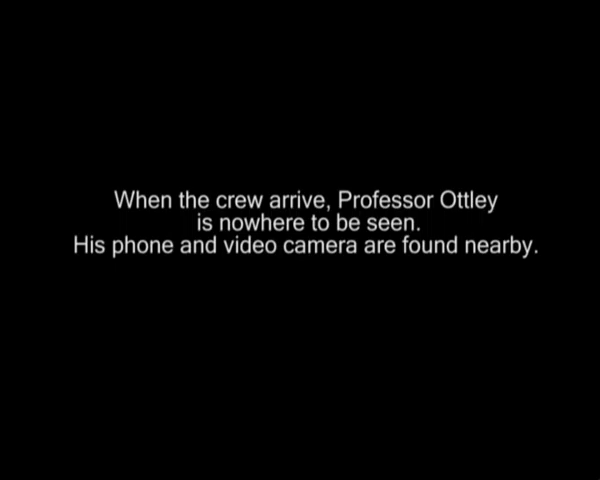 When the crew arrive, Professor Ottley
is nowhere to be seen.
His phone and video camera are found nearby.